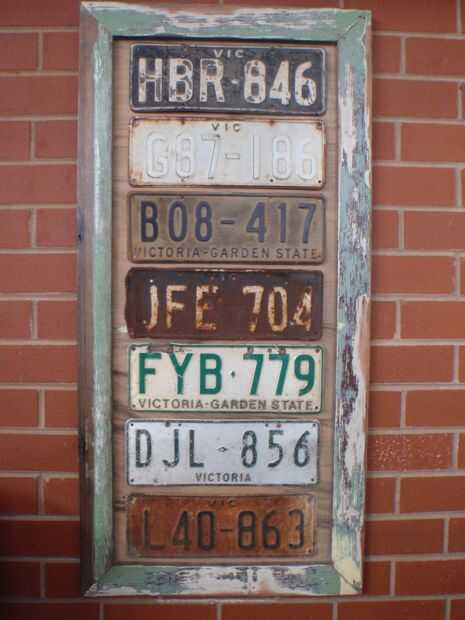 VIC
HBR-846
VIC
G87-186
B08-417
VICTORIA-GARDEN STATE
VIC
JFE 704
FYB·779
VICTORIA-GARDEN STATE
DJL-856
VICTORIA
VIC
L40-863